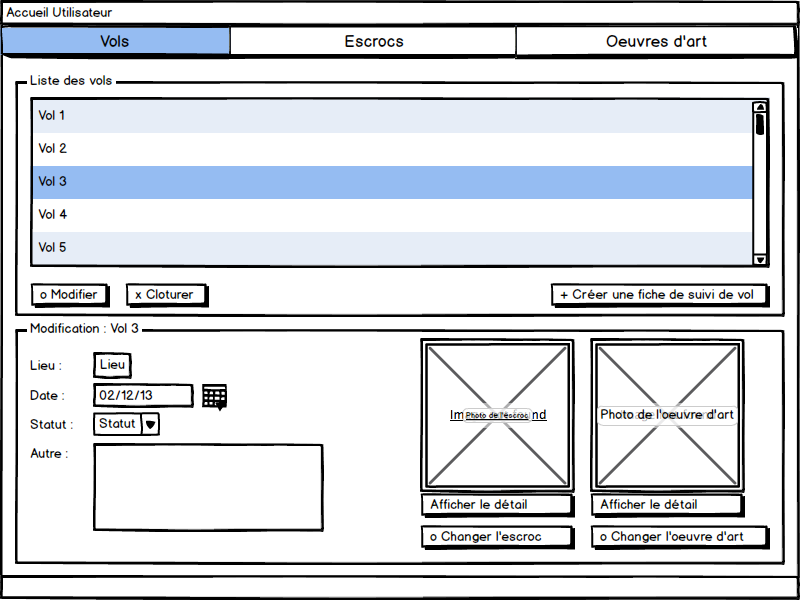 Accueil Utilisateur
Vols
Escrocs
Oeuvres d'art
Liste des vols
Vol 1
Vol 2
Vol 3
Vol 4
Vol 5
o Modifier
x Cloturer
+ Créer une fiche de suivi de vol
Modification : Vol 3
Lieu :
Lieu
Date :
02/12/13
Statut :
Statut
Autre :
Photo de l'escroc
Photo de l'oeuvre d'art
Afficher le détail
Afficher le détail
o Changer l'escroc
o Changer l'oeuvre d'art